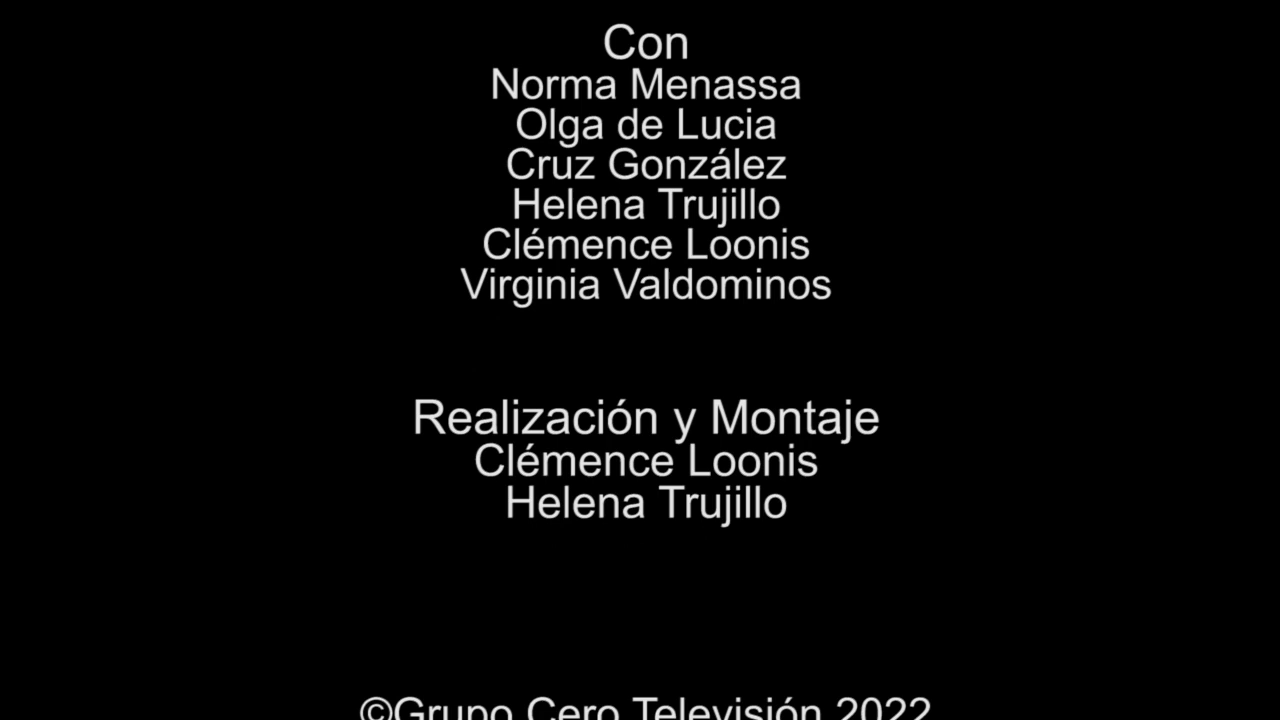 Con
Norma Menassa
Olga de Lucia
Cruz González
Helena Trujillo
Clémence Loonis
Virginia Valdominos
Realización y Montaje
Clémence Loonis
Helena Trujillo
©Grupo Cero Televisión 2022